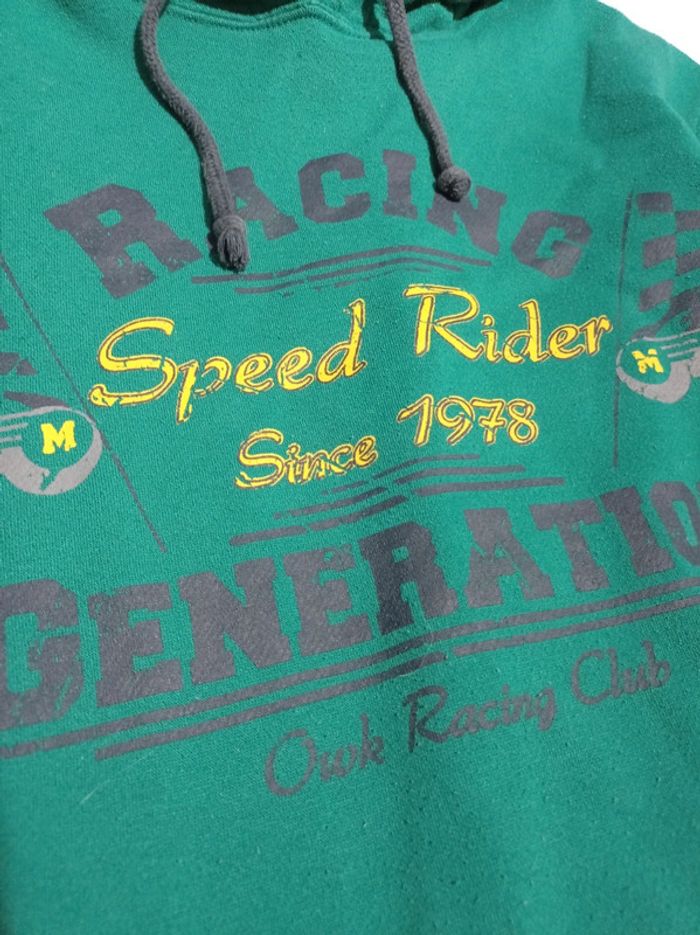 RACING
Speed Rider
Since 1978
M
M
GENERATIO
Owk Racing Club